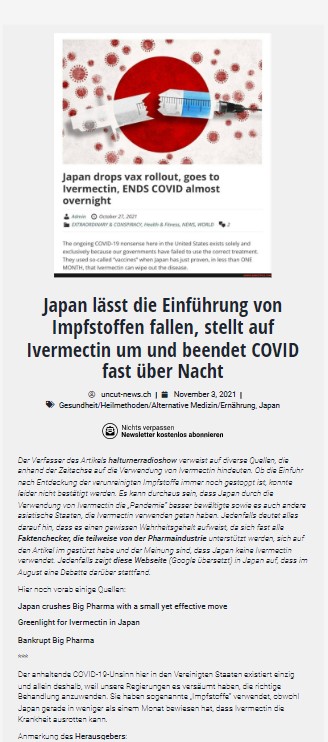 Japan drops vax rollout, goes to
Ivermectin, ENDS COVID almost
overnight
Admin October 27, 2021
EXTRAORDINARY & CONSPIRACY, Health & Fitness, NEWS, WORLD 2
The ongoing COVID-19 nonsense here in the United States exists solely and
exclusively because our governments have failed to use the correct treatment.
They used so-called "vaccines" when Japan has just proven, in less than ONE
MONTH, that Ivermectin can wipe out the disease.
Japan lässt die Einführung von
Impfstoffen fallen, stellt auf
Ivermectin um und beendet COVID
fast über Nacht
uncut-news.ch | November 3, 2021 |
Gesundheit/Heilmethoden/Alternative Medizin/Ernährung, Japan
Nichts verpassen
Newsletter kostenlos abonnieren
Der Verfasser des Artikels halturnerradioshow verweist auf diverse Quellen, die
anhand der Zeitachse auf die Verwendung von Ivermectin hindeuten. Ob die Einfuhr
nach Entdeckung der verunreinigten Impfstoffe immer noch gestoppt ist, konnte
leider nicht bestätigt werden. Es kann durchaus sein, dass Japan durch die
Verwendung von Ivermectin die „Pandemie" besser bewältigte sowie es auch andere
asiatische Staaten, die Ivermectin verwenden getan haben. Jedenfalls deutet alles
darauf hin, dass es einen gewissen Wahrheitsgehalt aufweist, da sich fast alle
Faktenchecker, die teilweise von der Pharmaindustrie unterstützt werden, sich auf
den Artikel im gestürzt habe und der Meinung sind, dass Japan keine Ivermectin
verwendet. Jedenfalls zeigt diese Webseite (Google übersetzt) in Japan auf, dass im
August eine Debatte darüber stattfand.
Hier noch vorab einige Quellen:
Japan crushes Big Pharma with a small yet effective move
Greenlight for Ivermectin in Japan
Bankrupt Big Pharma
***
Der anhaltende COVID-19-Unsinn hier in den Vereinigten Staaten existiert einzig
und allein deshalb, weil unsere Regierungen es versäumt haben, die richtige
Behandlung anzuwenden. Sie haben sogenannte „Impfstoffe" verwendet, obwohl
Japan gerade in weniger als einem Monat bewiesen hat, dass Ivermectin die
Krankheit ausrotten kann.
Anmerkung des Herausgebers: